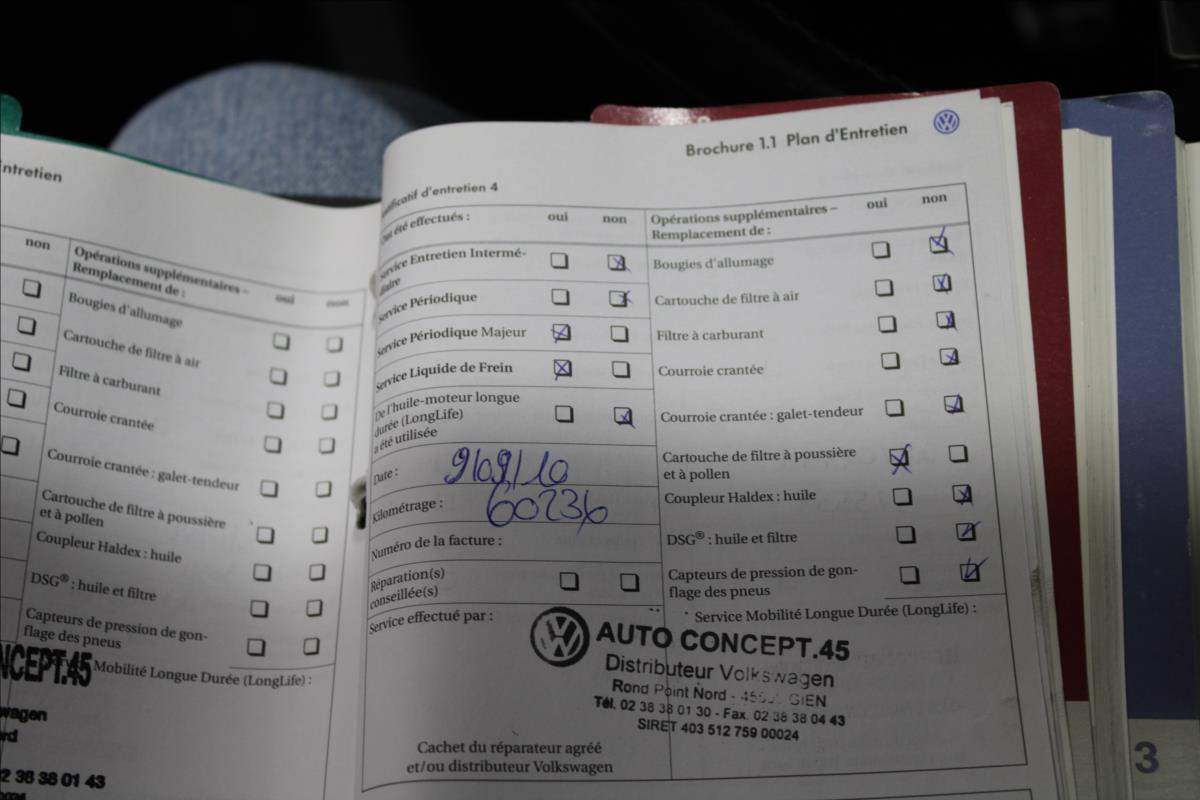 Entretien
non
Opérations supplémentaires –
Remplacement de :
oui
non
Bougies d'allumage
Cartouche de filtre à air
Filtre à carburant
Courroie crantée
Courroie crantée : galet-tendeur
Cartouche de filtre à poussière
et à pollen
Coupleur Haldex : huile
DSG® : huile et filtre
Capteurs de pression de gon-
flage des pneus
Mobilité Longue Durée (LongLife) :
NCEPT.45
wagen
rd
2 38 38 01 43
Brochure 1.1 Plan d'Entretien
d'entretien 4
effectués :
oui
non
Service Entretien Intermé-
diaire
Service Périodique
Service Périodique Majeur
Service Liquide de Frein
De l'huile-moteur longue
durée (LongLife)
a été utilisée
Date :
9/09/10
Kilométrage :
60236
Numéro de la facture :
Réparation(s)
conseillée(s)
Service effectué par :
Opérations supplémentaires –
Remplacement de :
oui
non
Bougies d'allumage
Cartouche de filtre à air
Filtre à carburant
Courroie crantée
Courroie crantée : galet-tendeur
Cartouche de filtre à poussière
et à pollen
Coupleur Haldex : huile
DSG® : huile et filtre
Capteurs de pression de gon-
flage des pneus
Service Mobilité Longue Durée (LongLife) :
AUTO CONCEPT.45
Distributeur Volkswagen
Rond Point Nord - GIEN
Tél. 02 38 38 01 30 - Fax. 02 38 38 04 43
SIRET 403 512 759 00024
Cachet du réparateur agréé
et/ou distributeur Volkswagen
3